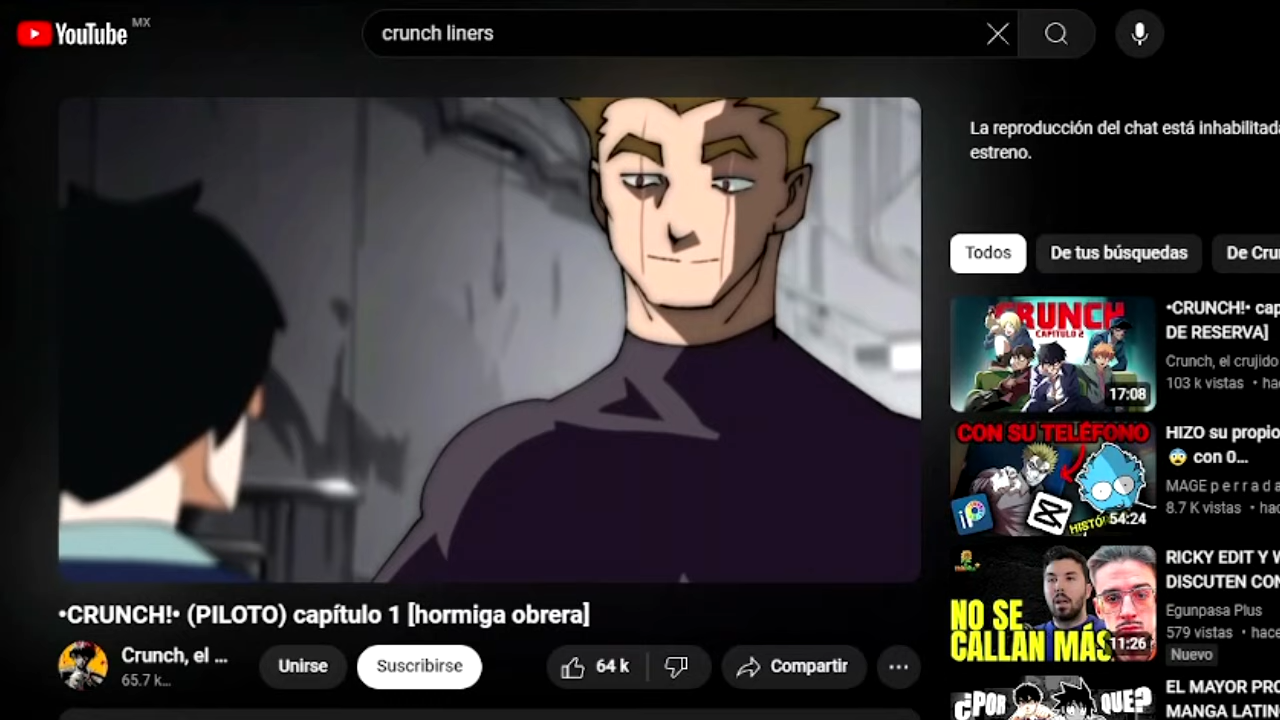 YouTube MX
crunch liners
La reproducción del chat está inhabilitada
estreno.
Todos
De tus búsquedas
De Cru
CRUNCH
CAPITULO 2
17:08
•CRUNCH!• cap
DE RESERVA]
Crunch, el crujido
103 k vistas • hac
CON SU TELÉFONO
HISTÓ
54:24
HIZO su propio
😨 con 0...
MAGE p e r r a d a
8.7 K vistas • hac
NO SE
CALLAN MÁS
11:26
RICKY EDIT Y W
DISCUTEN CON
Egunpasa Plus
579 vistas • hace
Nuevo
¿POR QUE?
EL MAYOR PRO
MANGA LATIN
•CRUNCH!• (PILOTO) capítulo 1 [hormiga obrera]
Crunch, el ...
65.7 k...
Unirse
Suscribirse
64 k
Compartir